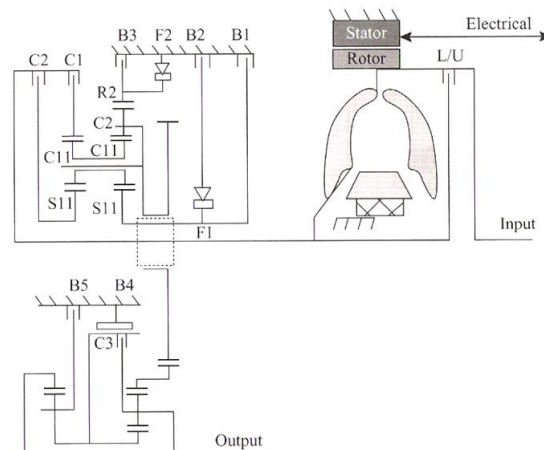 Stator
Electrical
Rotor
B3 F2 B2 B1
C2 C1
L/U
R2
C2
C11 C11
S11 S11
F1
Input
B5 B4
C3
Output